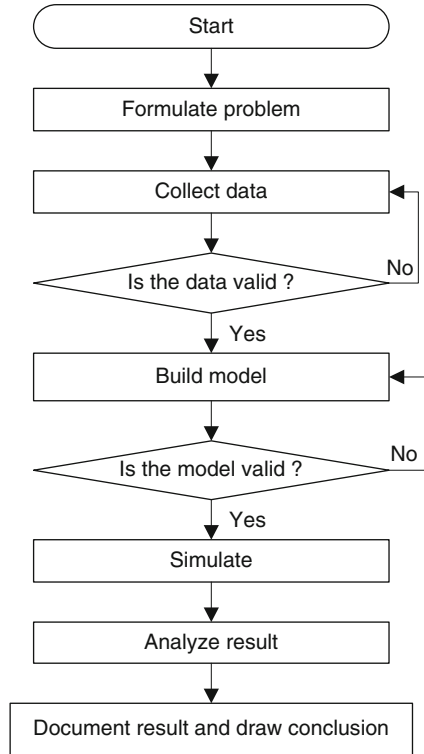 Start
Formulate problem
Collect data
Is the data valid ?
No
Yes
Build model
Is the model valid ?
No
Yes
Simulate
Analyze result
Document result and draw conclusion